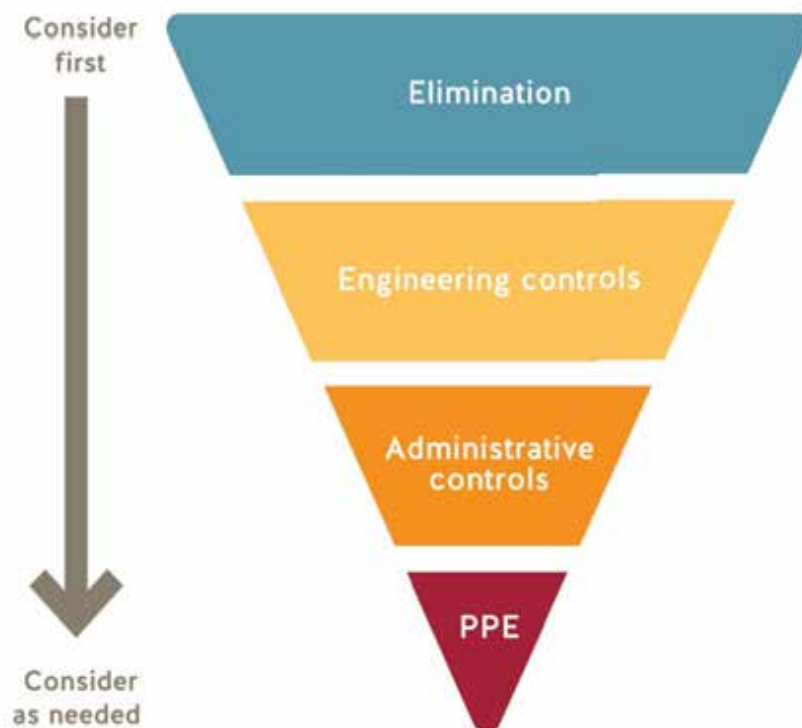 Consider
first
Elimination
Engineering controls
Administrative
controls
PPE
Consider
as needed